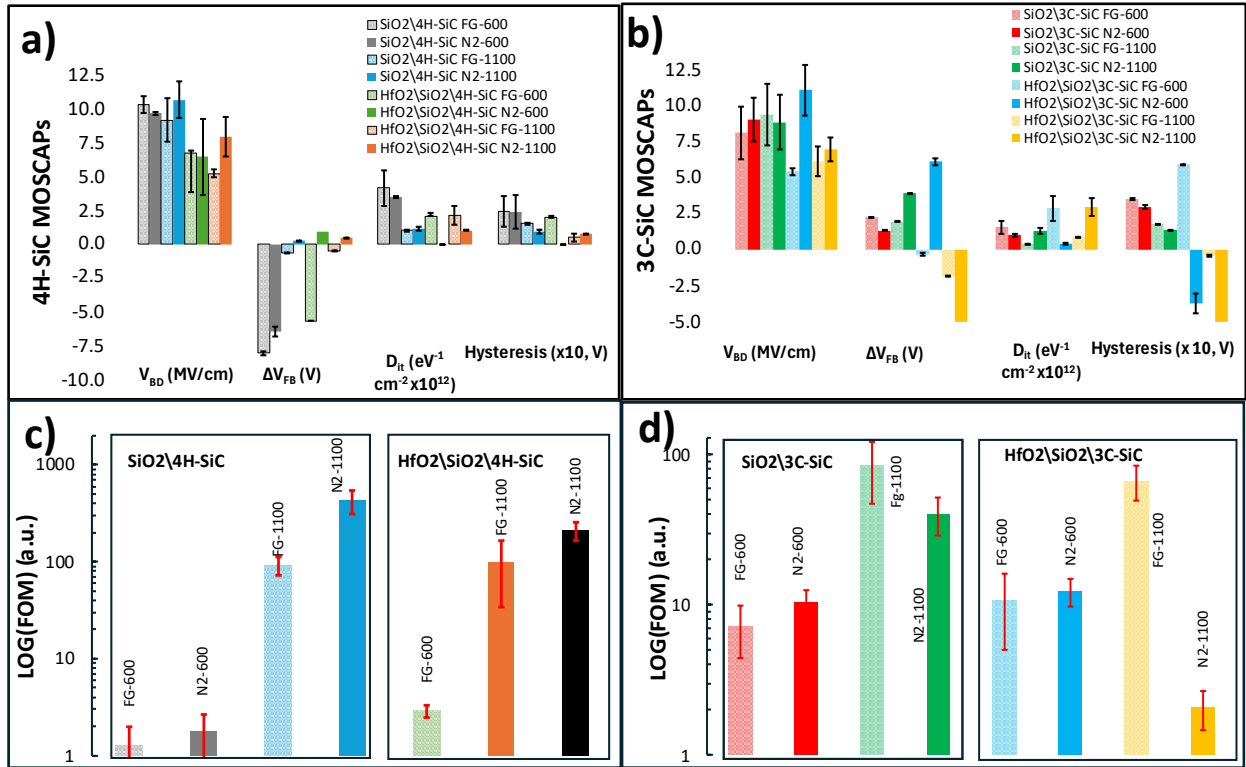 a)
SiO2\4H-SiC FG-600
SiO2\4H-SiC N2-600
SiO2\4H-SiC FG-1100
SiO2\4H-SiC N2-1100
HfO2\SiO2\4H-SiC FG-600
HfO2\SiO2\4H-SiC N2-600
HfO2\SiO2\4H-SiC FG-1100
HfO2\SiO2\4H-SiC N2-1100
4H-SiC MOSCAPs
12.5
10.0
7.5
5.0
2.5
0.0
-2.5
-5.0
-7.5
-10.0
V_BD (MV/cm)
ΔV_FB (V)
D_it (eV⁻¹
cm⁻² x10¹²)
Hysteresis (x10, V)
b)
SiO2\3C-SiC FG-600
SiO2\3C-SiC N2-600
SiO2\3C-SiC FG-1100
SiO2\3C-SiC N2-1100
HfO2\SiO2\3C-SiC FG-600
HfO2\SiO2\3C-SiC N2-600
HfO2\SiO2\3C-SiC FG-1100
HfO2\SiO2\3C-SiC N2-1100
3C-SiC MOSCAPs
12.5
10.0
7.5
5.0
2.5
0.0
-2.5
-5.0
V_BD (MV/cm)
ΔV_FB (V)
D_it (eV⁻¹
cm⁻² x10¹²)
Hysteresis (x 10, V)
c)
LOG(FOM) (a.u.)
1000
100
10
1
SiO2\4H-SiC
FG-600
N2-600
FG-1100
N2-1100
HfO2\SiO2\4H-SiC
FG-600
FG-1100
N2-1100
d)
LOG(FOM) (a.u.)
100
10
1
SiO2\3C-SiC
FG-600
N2-600
Fg-1100
N2-1100
HfO2\SiO2\3C-SiC
FG-600
N2-600
FG-1100
N2-1100